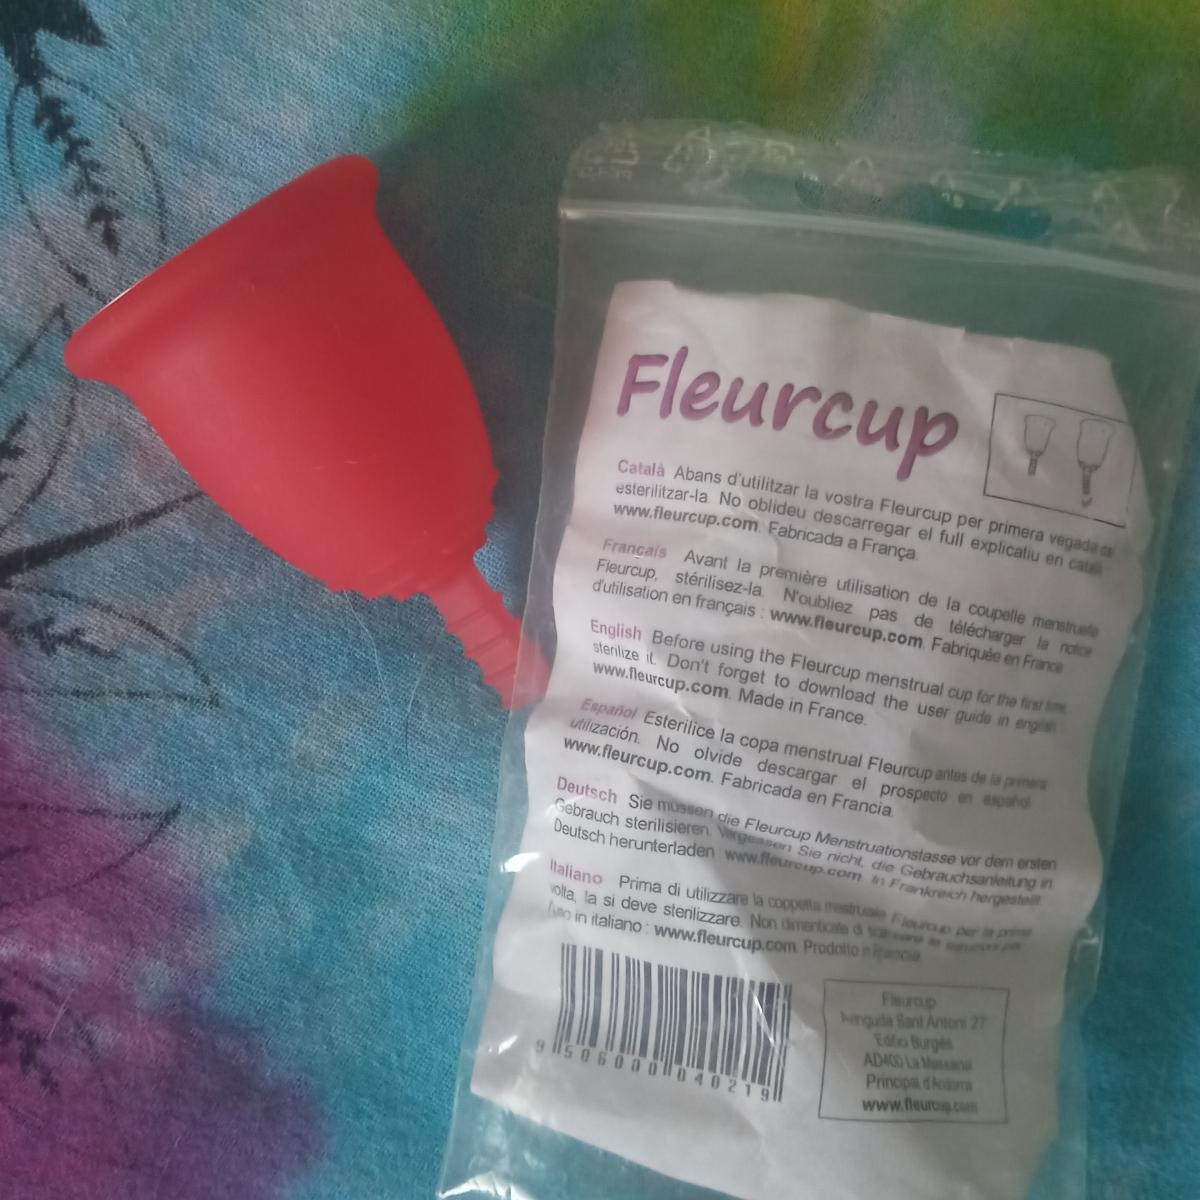 Fleurcup
Català Abans d'utilitzar la vostra Fleurcup per primera vegada cal
esterilitzar-la. No oblideu descarregar el full explicatiu en català
www.fleurcup.com. Fabricada a França.
Français Avant la première utilisation de la coupelle menstruelle
Fleurcup, stérilisez-la. N'oubliez pas de télécharger la notice
d'utilisation en français : www.fleurcup.com. Fabriquée en France
English Before using the Fleurcup menstrual cup for the first time,
sterilize it. Don't forget to download the user guide in english
www.fleurcup.com. Made in France.
Español Esterilice la copa menstrual Fleurcup antes de la primera
utilización. No olvide descargar el prospecto en español
www.fleurcup.com. Fabricada en Francia.
Deutsch Sie müssen die Fleurcup Menstruationstasse vor dem ersten
Gebrauch sterilisieren. Vergessen Sie nicht, die Gebrauchsanleitung in
Deutsch herunterladen : www.fleurcup.com. In Frankreich hergestellt.
Italiano Prima di utilizzare la coppetta mestruale Fleurcup per la prima
volta, la si deve sterilizzare. Non dimenticate di
l'uso in italiano : www.fleurcup.com. Prodotto in Francia.
9 506000 040219
Fleurcup
Avinguda Sant Antoni 27
Edifici Burgés
AD400 La Massana
Principat d'Andorra
www.fleurcup.com